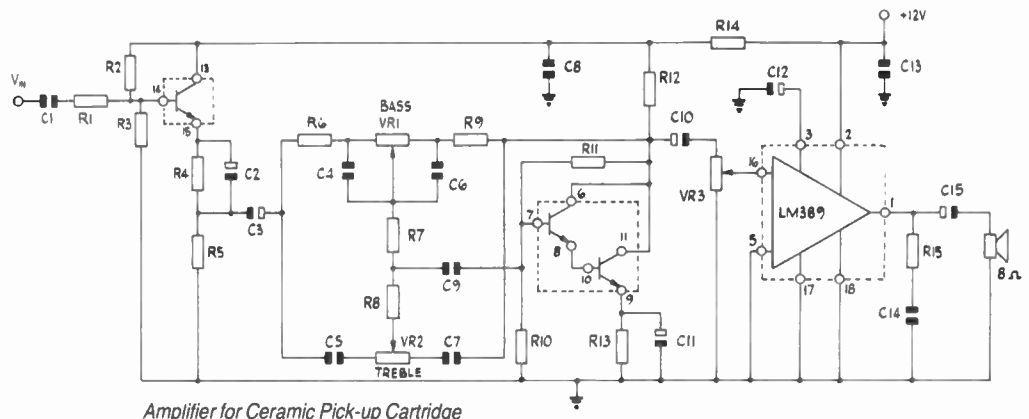 +12V
R14
R2
13
C8
R12
C12
C13
VIN
14
BASS
C10
C1
R1
R3
VR1
R6
R9
3
2
15
R11
16
R4
C2
C4
C6
VR3
6
LM389
C15
7
11
1
C3
R7
R5
8
5
R15
10
C9
17
18
8Ω
9
R8
C14
R10
R13
C11
C5
VR2
C7
TREBLE
Amplifier for Ceramic Pick-up Cartridge